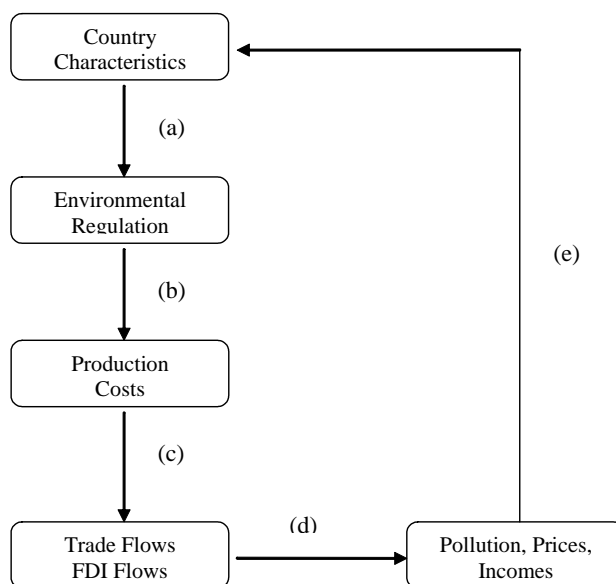 Country
Characteristics
(a)
Environmental
Regulation
(b)
(e)
Production
Costs
(c)
(d)
Trade Flows
FDI Flows
Pollution, Prices,
Incomes